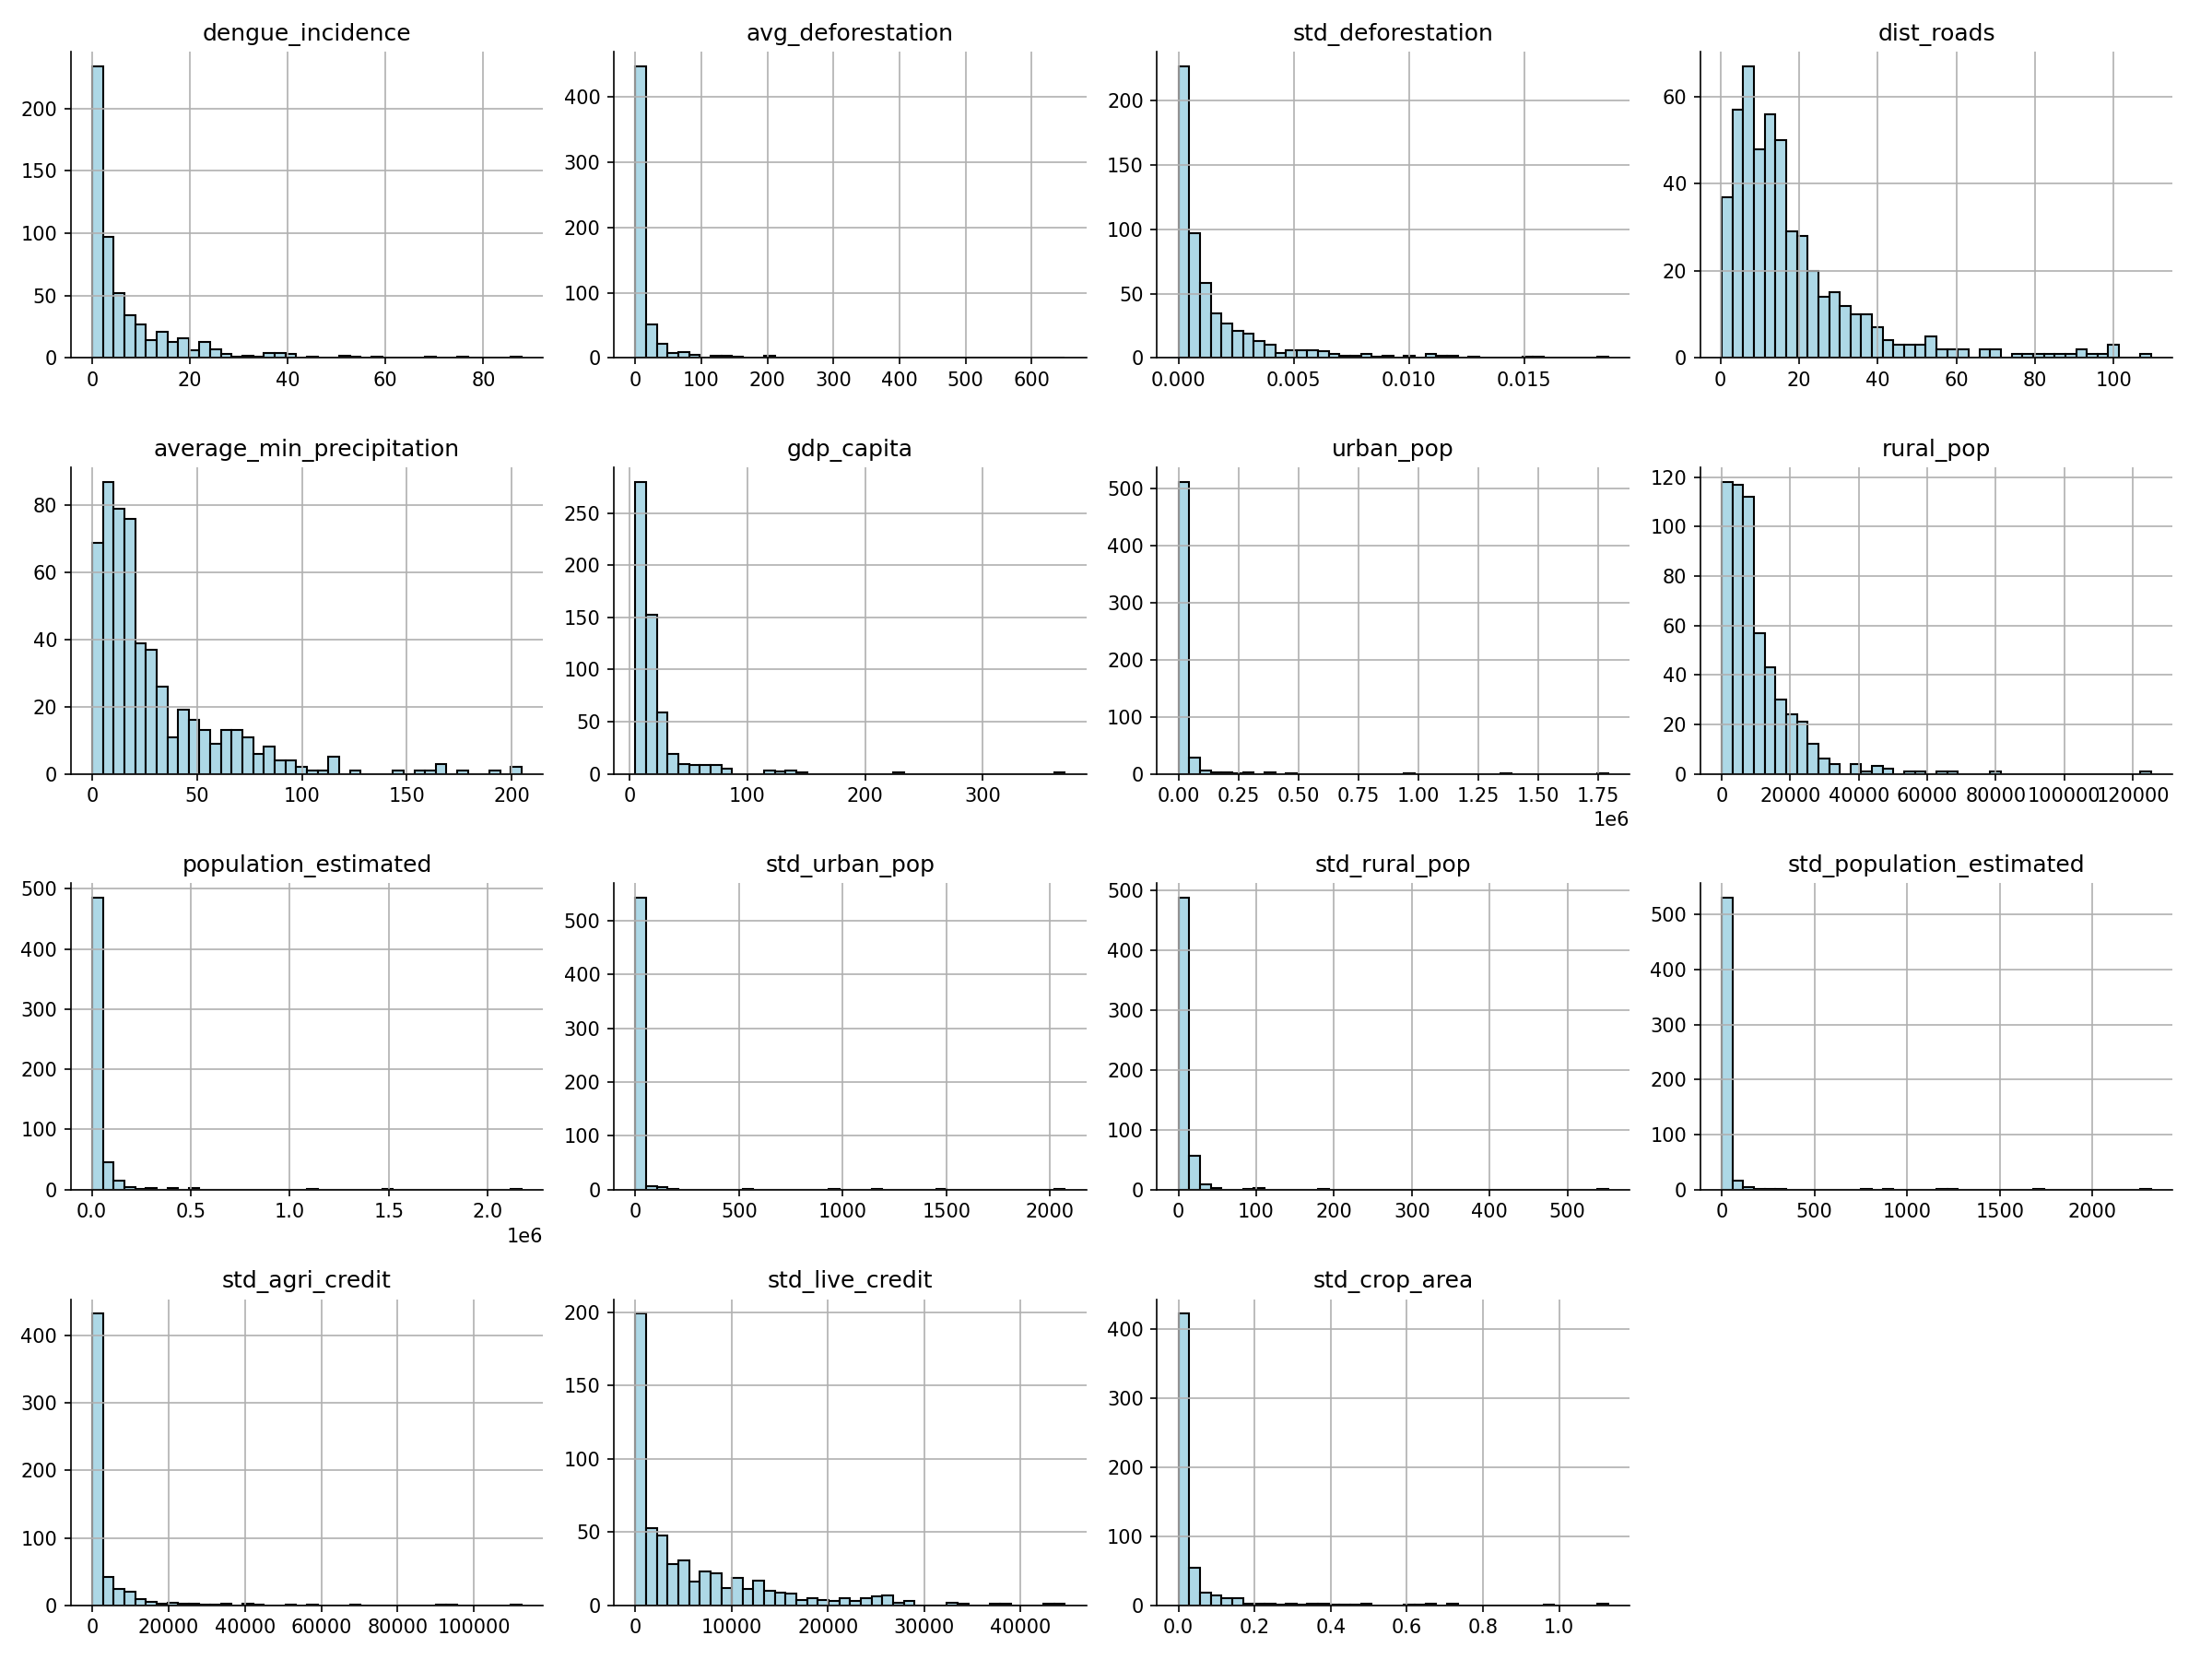 dengue_incidence
200
150
100
50
0
0 20 40 60 80
avg_deforestation
400
300
200
100
0
0 100 200 300 400 500 600
std_deforestation
200
150
100
50
0
0.000 0.005 0.010 0.015
dist_roads
60
40
20
0
0 20 40 60 80 100
average_min_precipitation
80
60
40
20
0
0 50 100 150 200
gdp_capita
250
200
150
100
50
0
0 100 200 300
urban_pop
500
400
300
200
100
0
0.00 0.25 0.50 0.75 1.00 1.25 1.50 1.75
1e6
rural_pop
120
100
80
60
40
20
0
0 20000 40000 60000 80000 100000 120000
population_estimated
500
400
300
200
100
0
0.0 0.5 1.0 1.5 2.0
1e6
std_urban_pop
500
400
300
200
100
0
0 500 1000 1500 2000
std_rural_pop
500
400
300
200
100
0
0 100 200 300 400 500
std_population_estimated
500
400
300
200
100
0
0 500 1000 1500 2000
std_agri_credit
400
300
200
100
0
0 20000 40000 60000 80000 100000
std_live_credit
200
150
100
50
0
0 10000 20000 30000 40000
std_crop_area
400
300
200
100
0
0.0 0.2 0.4 0.6 0.8 1.0